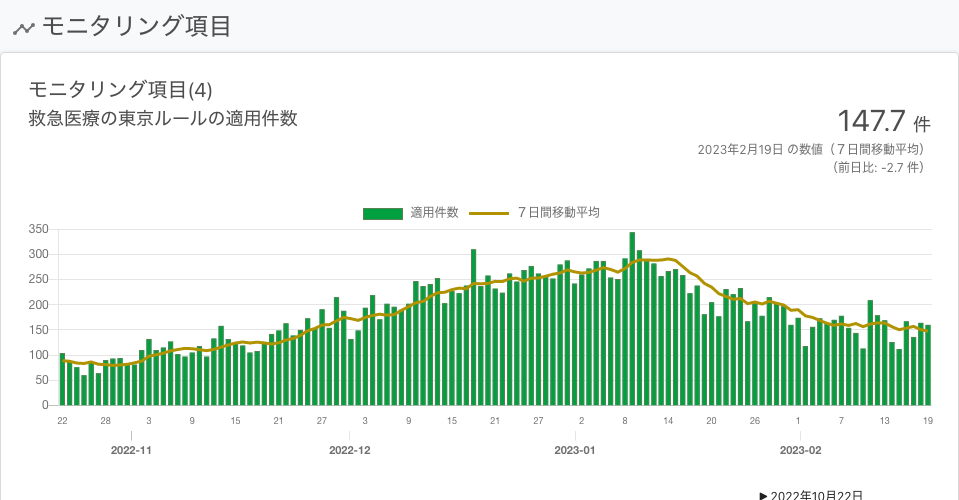 モニタリング項目
モニタリング項目(4)
救急医療の東京ルールの適用件数
147.7 件
2023年2月19日 の数値（７日間移動平均）
（前日比: -2.7 件）
適用件数 ７日間移動平均
350
300
250
200
150
100
50
0
22 28 3 9 15 21 27 3 9 15 21 27 2 8 14 20 26 1 7 13 19
2022-11 2022-12 2023-01 2023-02
▶ 2022年10月22日